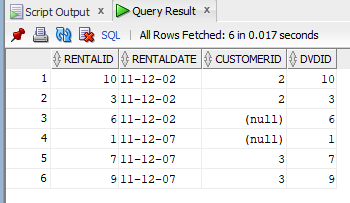 Script Output Query Result
SQL All Rows Fetched: 6 in 0.017 seconds
RENTALID RENTALDATE CUSTOMERID DVDID
1 10 11-12-02 2 10
2 3 11-12-02 2 3
3 6 11-12-02 (null) 6
4 1 11-12-07 (null) 1
5 7 11-12-07 3 7
6 9 11-12-07 3 9